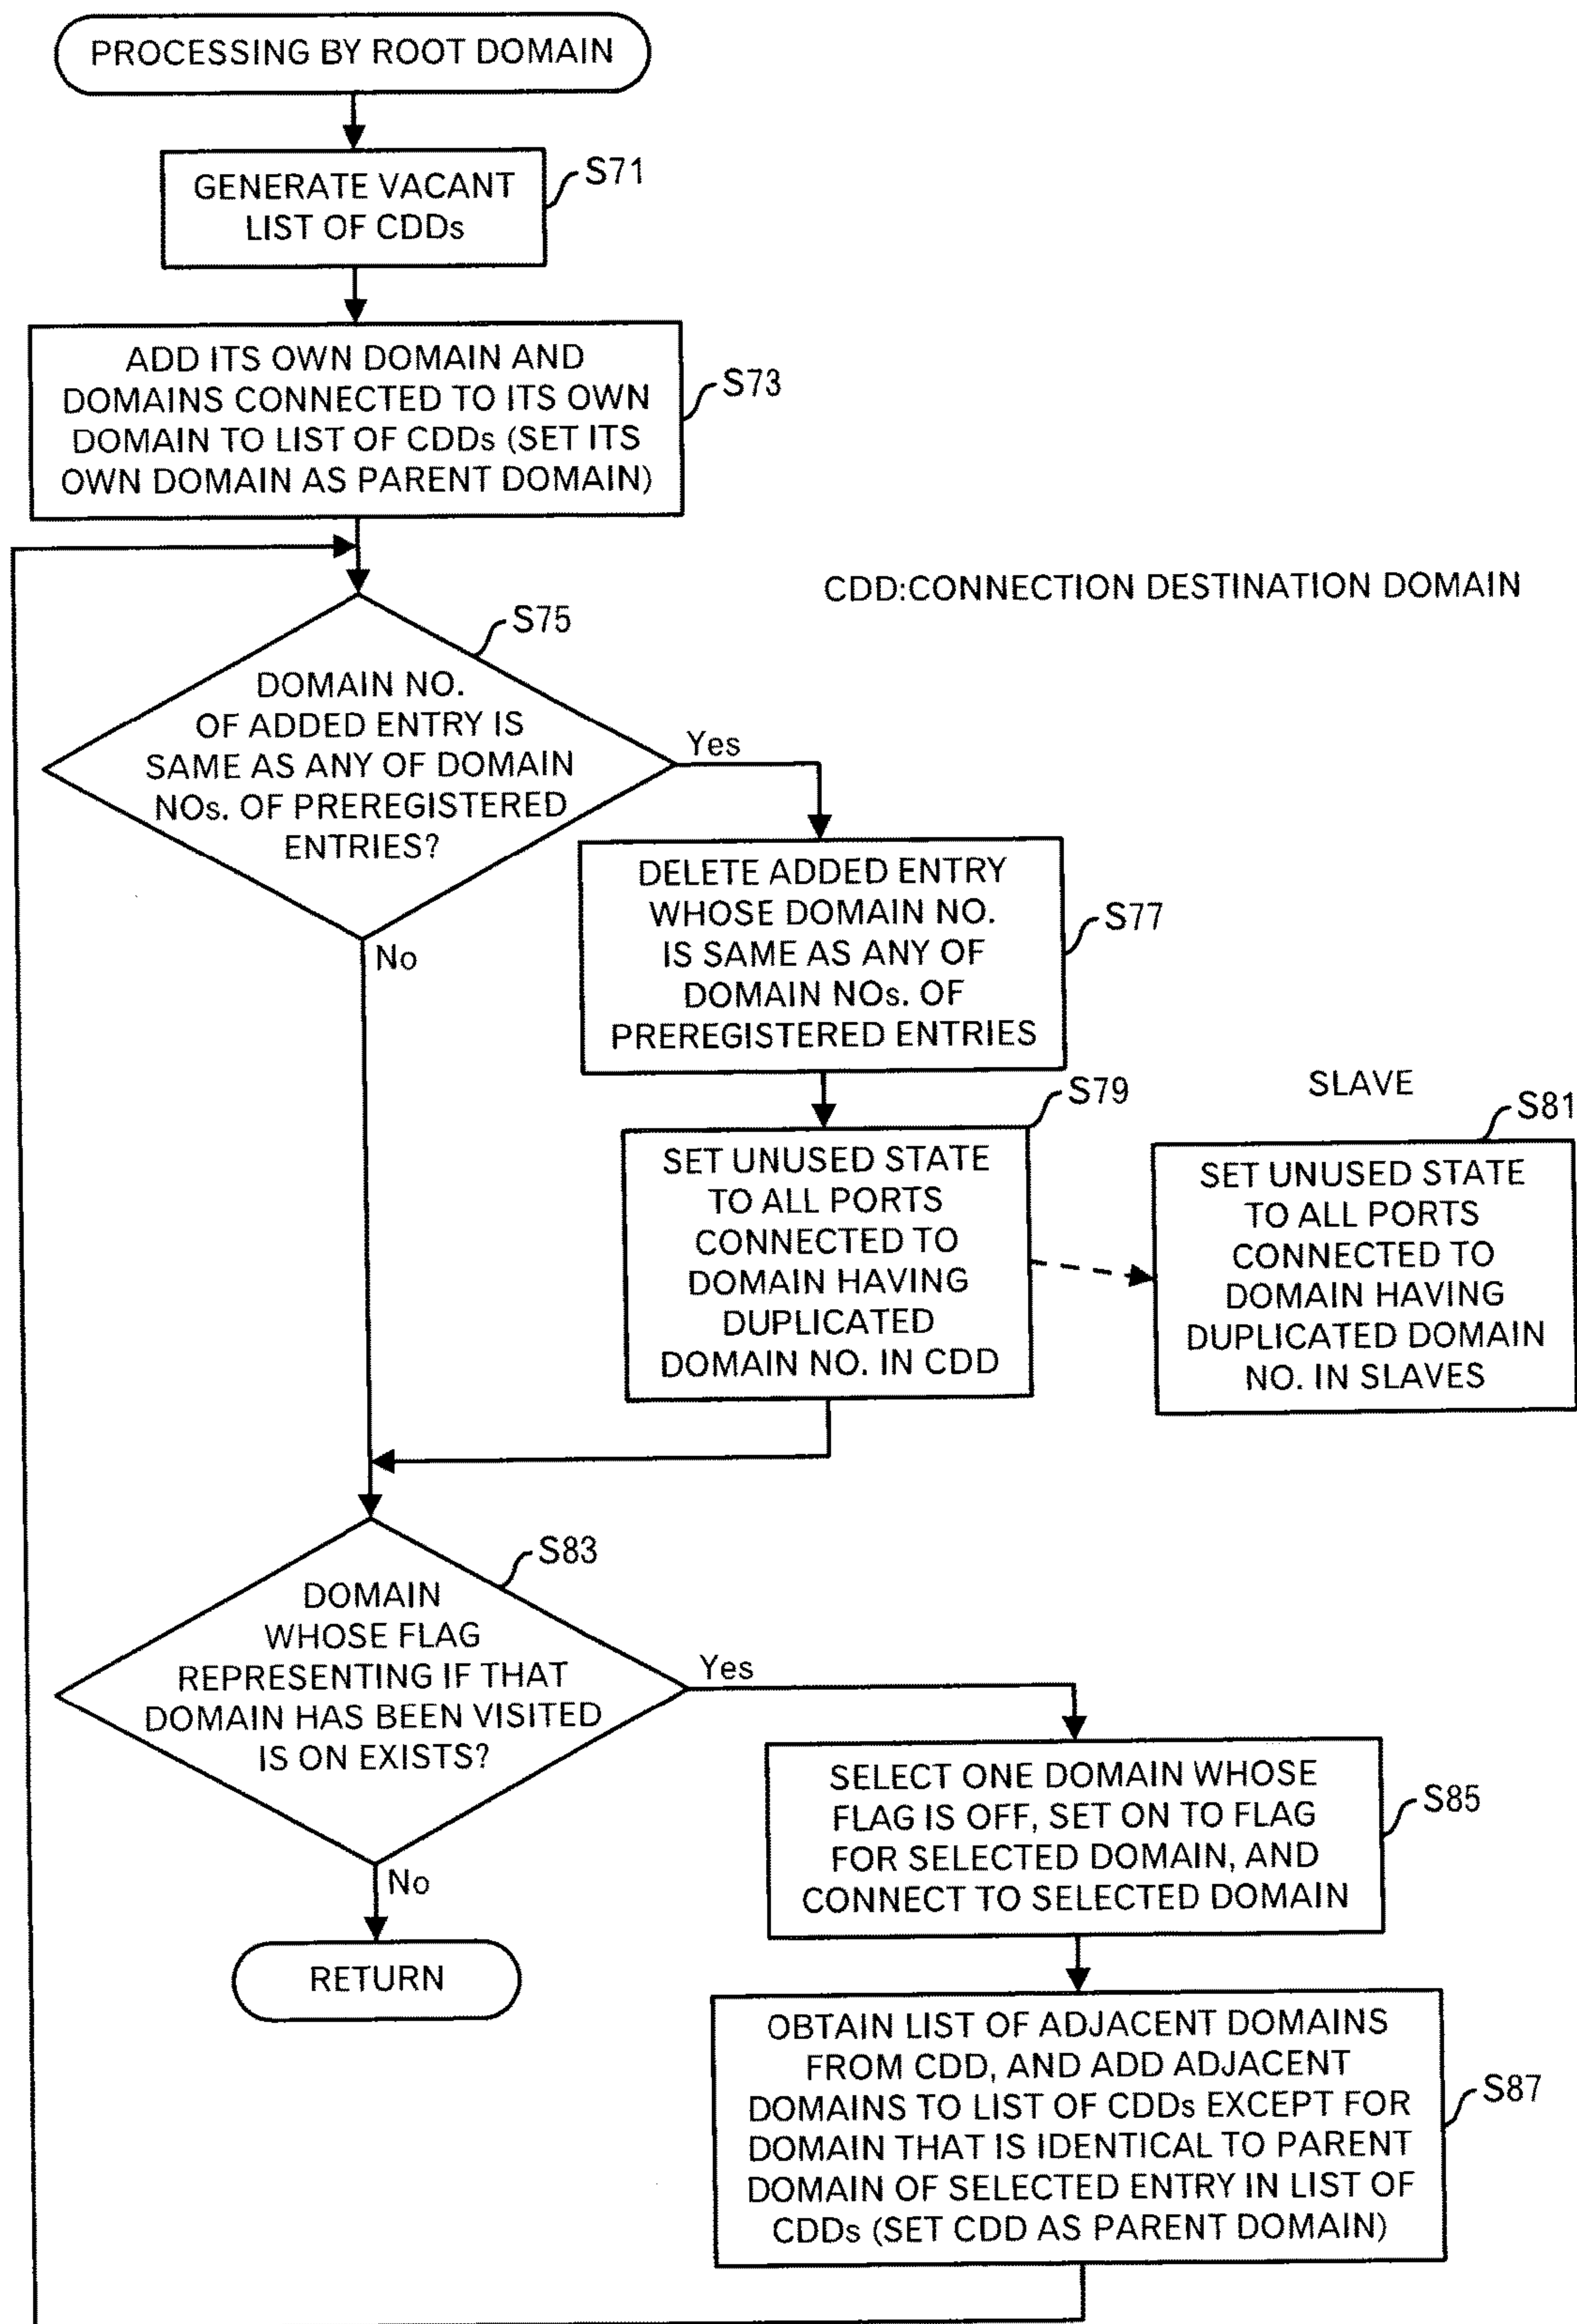 PROCESSING BY ROOT DOMAIN
S71
GENERATE VACANT
LIST OF CDDs
S73
ADD ITS OWN DOMAIN AND
DOMAINS CONNECTED TO ITS OWN
DOMAIN TO LIST OF CDDs (SET ITS
OWN DOMAIN AS PARENT DOMAIN)
CDD:CONNECTION DESTINATION DOMAIN
S75
DOMAIN NO.
OF ADDED ENTRY IS
SAME AS ANY OF DOMAIN
NOs. OF PREREGISTERED
ENTRIES?
Yes
No
S77
DELETE ADDED ENTRY
WHOSE DOMAIN NO.
IS SAME AS ANY OF
DOMAIN NOs. OF
PREREGISTERED ENTRIES
S79
SET UNUSED STATE
TO ALL PORTS
CONNECTED TO
DOMAIN HAVING
DUPLICATED
DOMAIN NO. IN CDD
SLAVE
S81
SET UNUSED STATE
TO ALL PORTS
CONNECTED TO
DOMAIN HAVING
DUPLICATED DOMAIN
NO. IN SLAVES
S83
DOMAIN
WHOSE FLAG
REPRESENTING IF THAT
DOMAIN HAS BEEN VISITED
IS ON EXISTS?
Yes
No
RETURN
S85
SELECT ONE DOMAIN WHOSE
FLAG IS OFF, SET ON TO FLAG
FOR SELECTED DOMAIN, AND
CONNECT TO SELECTED DOMAIN
S87
OBTAIN LIST OF ADJACENT DOMAINS
FROM CDD, AND ADD ADJACENT
DOMAINS TO LIST OF CDDs EXCEPT FOR
DOMAIN THAT IS IDENTICAL TO PARENT
DOMAIN OF SELECTED ENTRY IN LIST OF
CDDs (SET CDD AS PARENT DOMAIN)